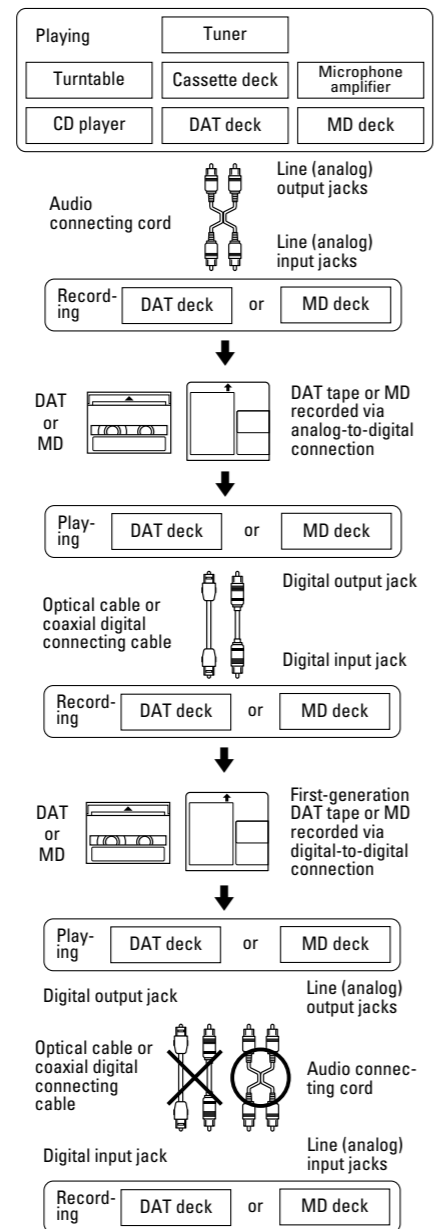 Playing
Tuner
Turntable
Cassette deck
Microphone
amplifier
CD player
DAT deck
MD deck
Audio
connecting cord
Line (analog)
output jacks
Line (analog)
input jacks
Record-
ing
DAT deck
or
MD deck
DAT
or
MD
DAT tape or MD
recorded via
analog-to-digital
connection
Play-
ing
DAT deck
or
MD deck
Optical cable or
coaxial digital
connecting cable
Digital output jack
Digital input jack
Record-
ing
DAT deck
or
MD deck
DAT
or
MD
First-generation
DAT tape or MD
recorded via
digital-to-digital
connection
Play-
ing
DAT deck
or
MD deck
Digital output jack
Line (analog)
output jacks
Optical cable or
coaxial digital
connecting
cable
Audio connec-
ting cord
Digital input jack
Line (analog)
input jacks
Record-
ing
DAT deck
or
MD deck